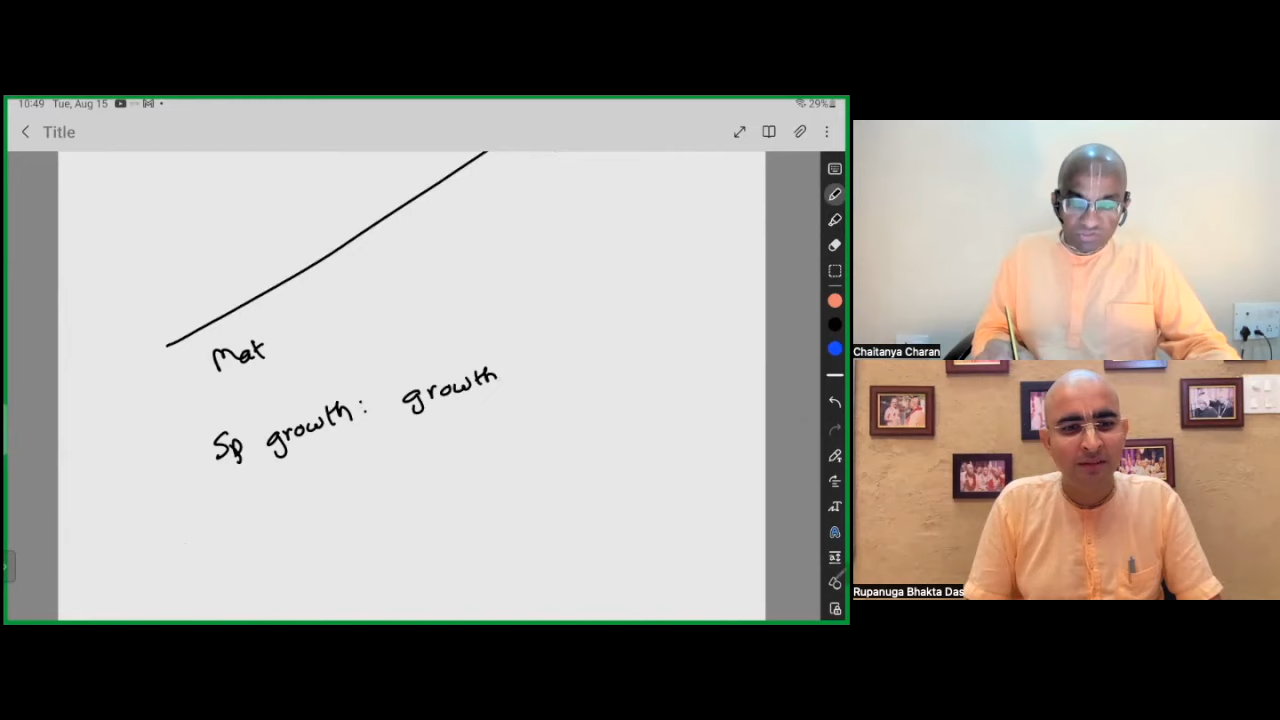 10:49 Tue, Aug 15
29%
Title
Mat
Sp growth: growth
Chaitanya Charan
Rupanuga Bhakta Das